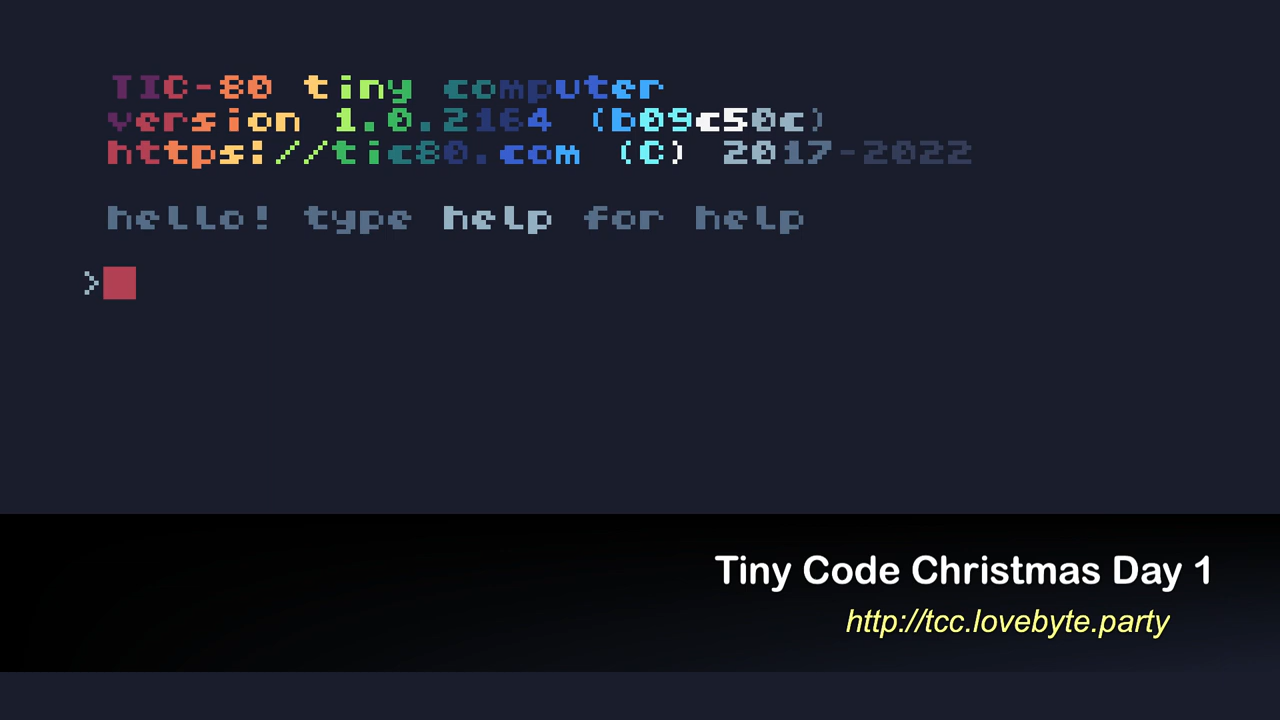 TIC-80 tiny computer
version 1.0.2164 (b09c50c)
https://tic80.com (C) 2017-2022
hello! type help for help
>
Tiny Code Christmas Day 1
http://tcc.lovebyte.party